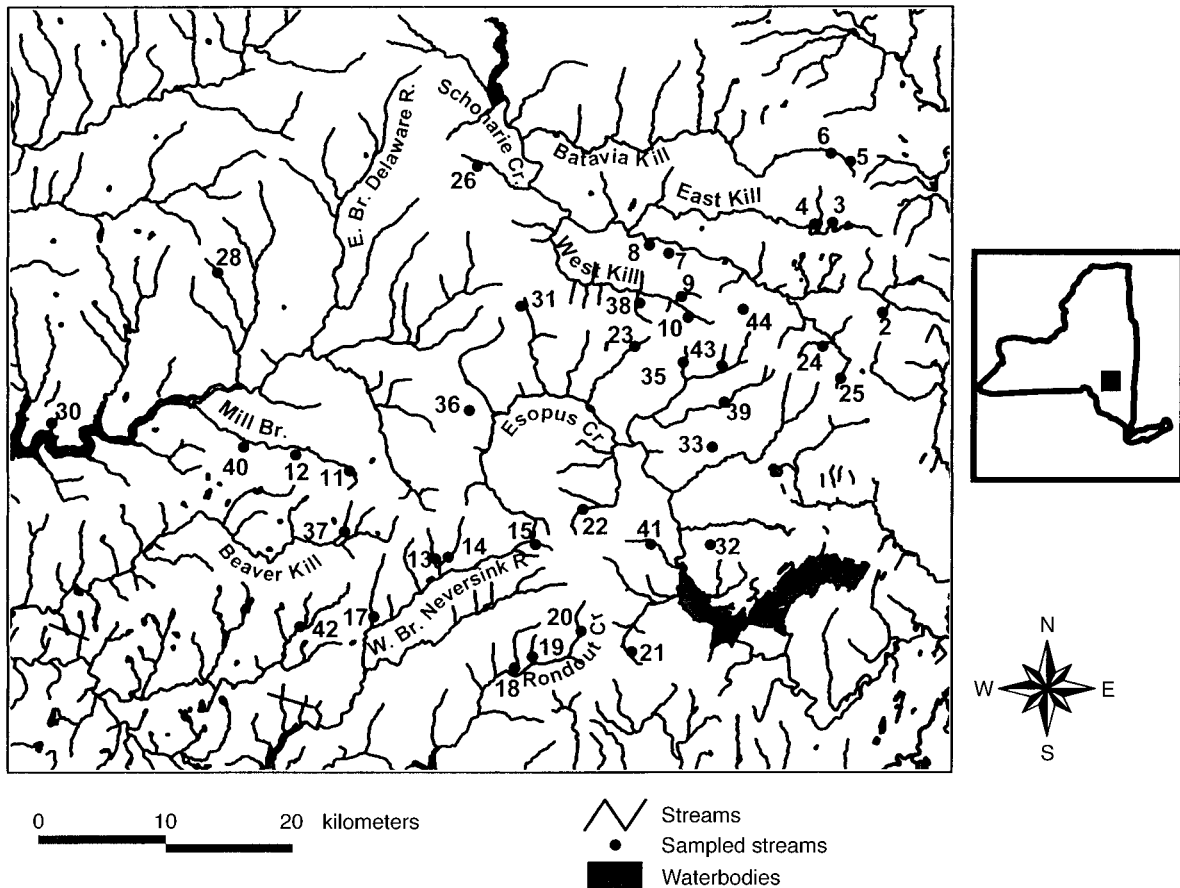 Schoharie Cr.
E. Br. Delaware R.
Batavia Kill
6
5
26
East Kill
4
3
8
7
28
West Kill
9
31
38
10
44
2
23
43
24
35
25
30
36
39
Mill Br.
Esopus Cr.
33
40
12
11
22
37
15
41
32
Beaver Kill
13
14
W. Br. Neversink R.
17
42
20
19
21
18
Rondout Cr
N
W
E
S
0
10
20
kilometers
Streams
Sampled streams
Waterbodies